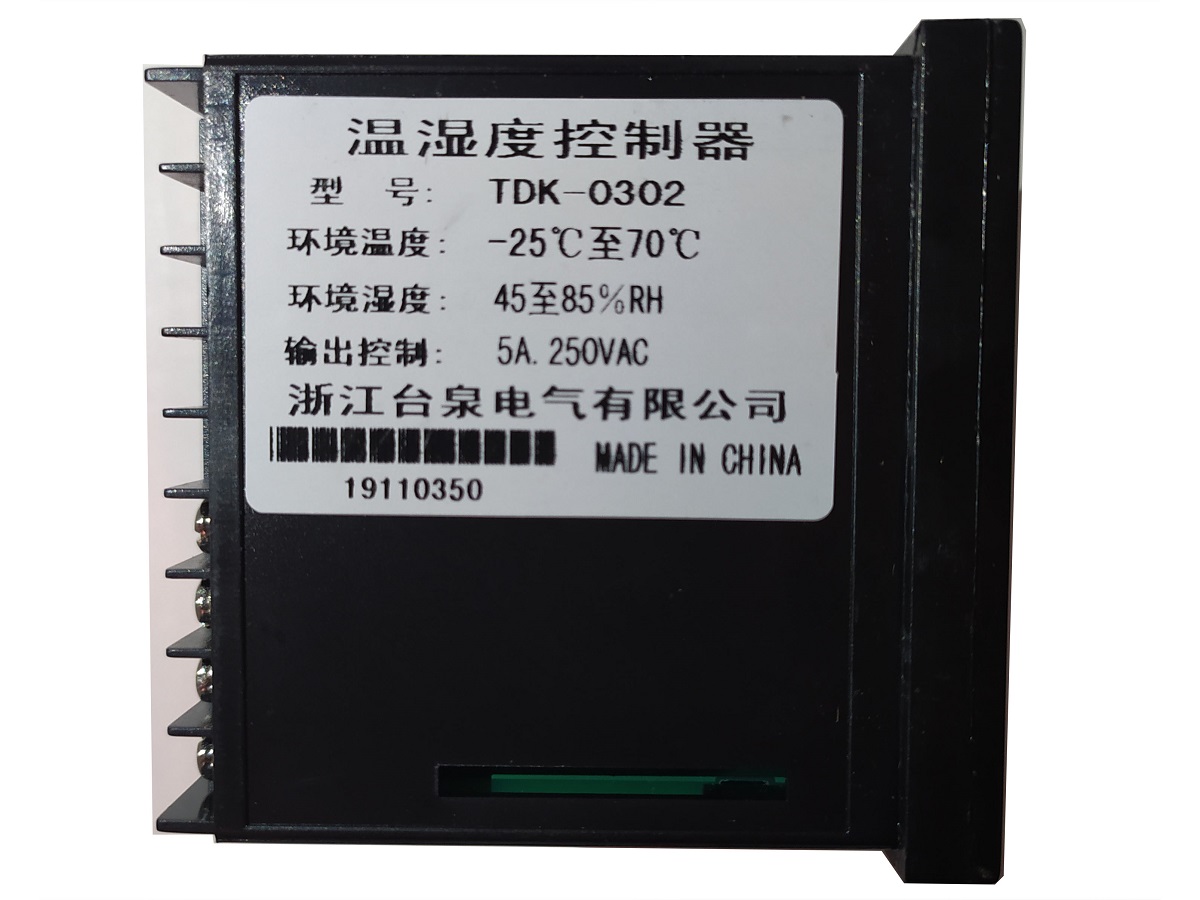 温湿度控制器
型 号: TDK-0302
环境温度: -25℃至70℃
环境湿度: 45至85%RH
输出控制: 5A.250VAC
浙江台泉电气有限公司
MADE IN CHINA
19110350